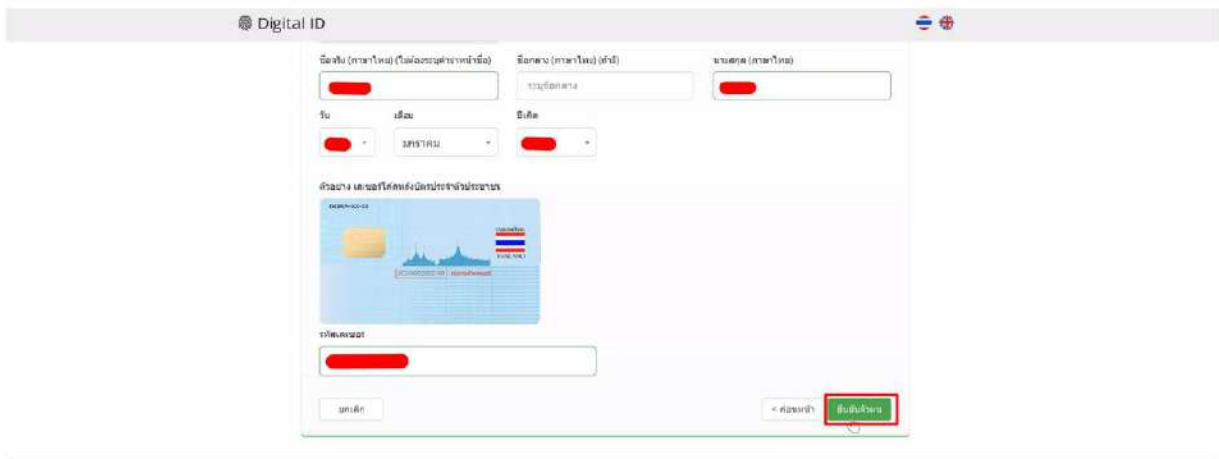 Digital ID
ชื่อจริง (ภาษาไทย) (ไม่ต้องระบุคำนำหน้าชื่อ)
ชื่อกลาง (ภาษาไทย) (ถ้ามี)
นามสกุล (ภาษาไทย)
ระบุชื่อกลาง
วัน
เดือน
ปีเกิด
มกราคม
ตัวอย่าง เลเซอร์โค้ดหลังบัตรประจำตัวประชาชน
รหัสเลเซอร์
ยกเลิก
< ก่อนหน้า
ยืนยันตัวตน